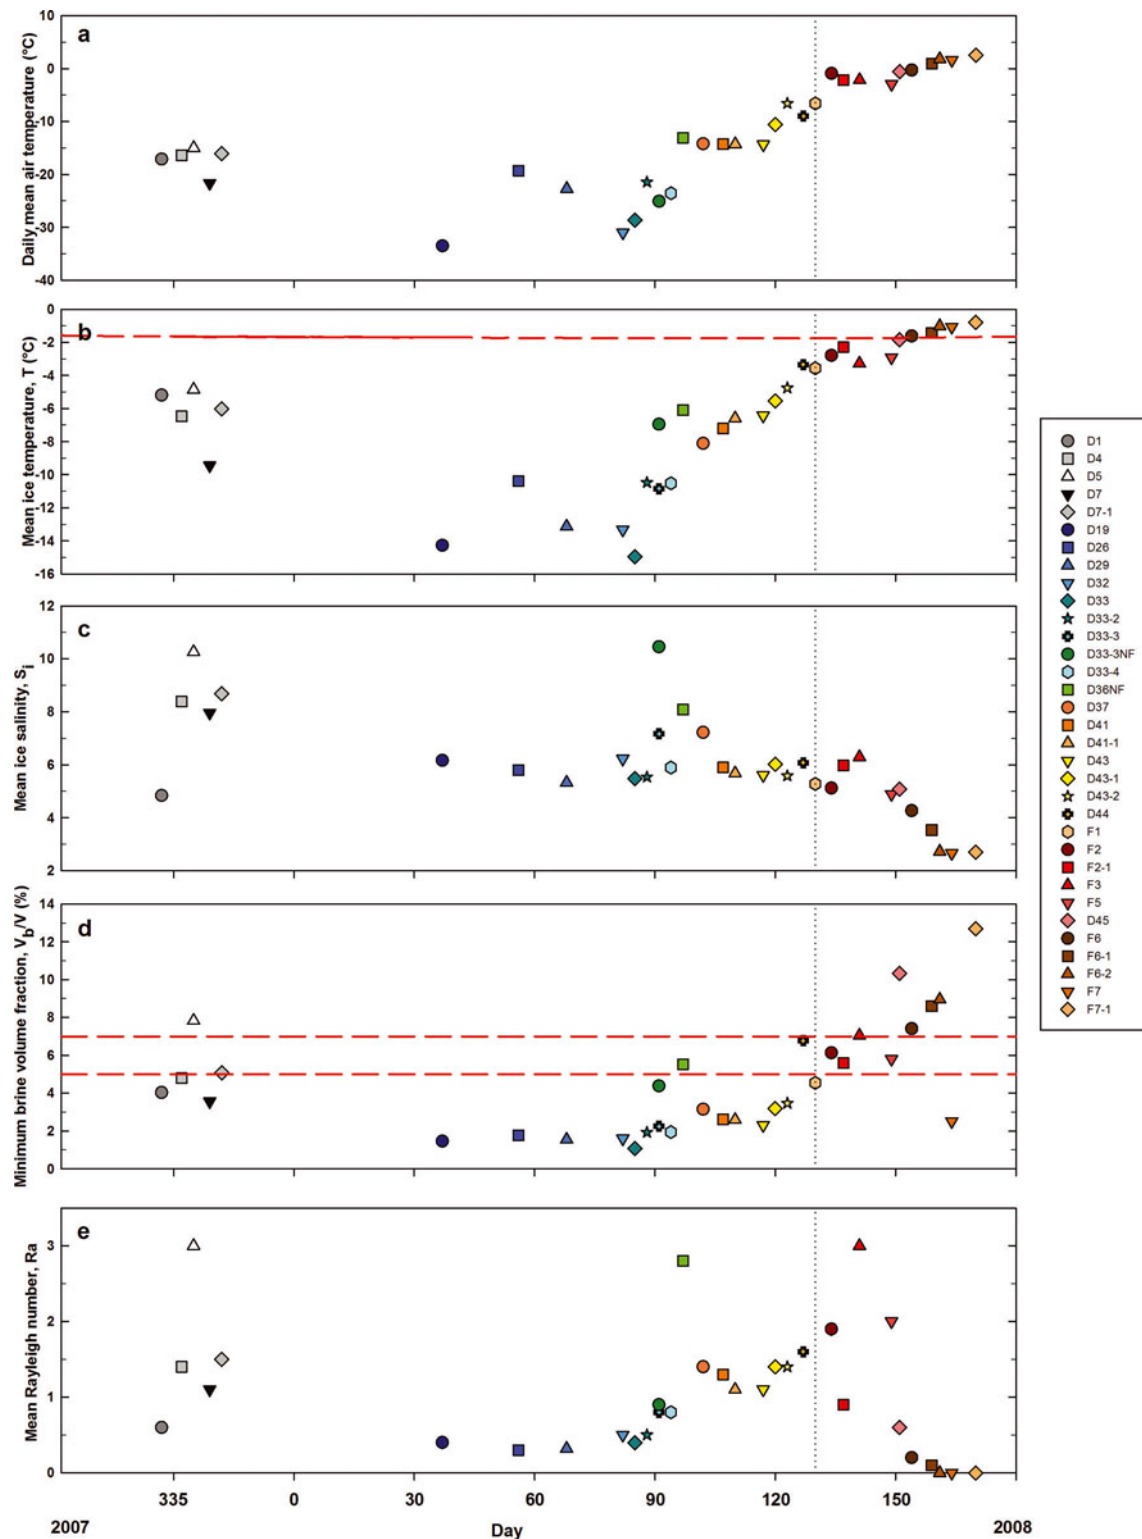 a
Daily mean air temperature (°C)
10
0
-10
-20
-30
-40
b
Mean ice temperature, T (°C)
0
-2
-4
-6
-8
-10
-12
-14
-16
c
Mean ice salinity, Si
12
10
8
6
4
2
d
Minimum brine volume fraction, Vb/V (%)
14
12
10
8
6
4
2
0
e
Mean Rayleigh number, Ra
3
2
1
0
335
0
30
60
90
120
150
2007
Day
2008
D1
D4
D5
D7
D7-1
D19
D26
D29
D32
D33
D33-2
D33-3
D33-3NF
D33-4
D36NF
D37
D41
D41-1
D43
D43-1
D43-2
D44
F1
F2
F2-1
F3
F5
D45
F6
F6-1
F6-2
F7
F7-1